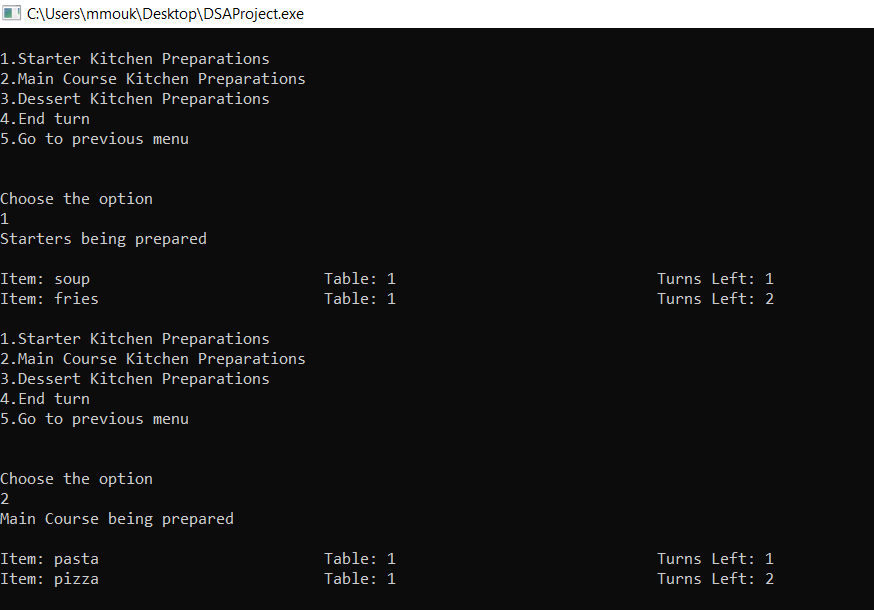 C:\Users\mmouk\Desktop\DSAProject.exe
1.Starter Kitchen Preparations
2.Main Course Kitchen Preparations
3.Dessert Kitchen Preparations
4.End turn
5.Go to previous menu
Choose the option
1
Starters being prepared
Item: soup Table: 1 Turns Left: 1
Item: fries Table: 1 Turns Left: 2
1.Starter Kitchen Preparations
2.Main Course Kitchen Preparations
3.Dessert Kitchen Preparations
4.End turn
5.Go to previous menu
Choose the option
2
Main Course being prepared
Item: pasta Table: 1 Turns Left: 1
Item: pizza Table: 1 Turns Left: 2